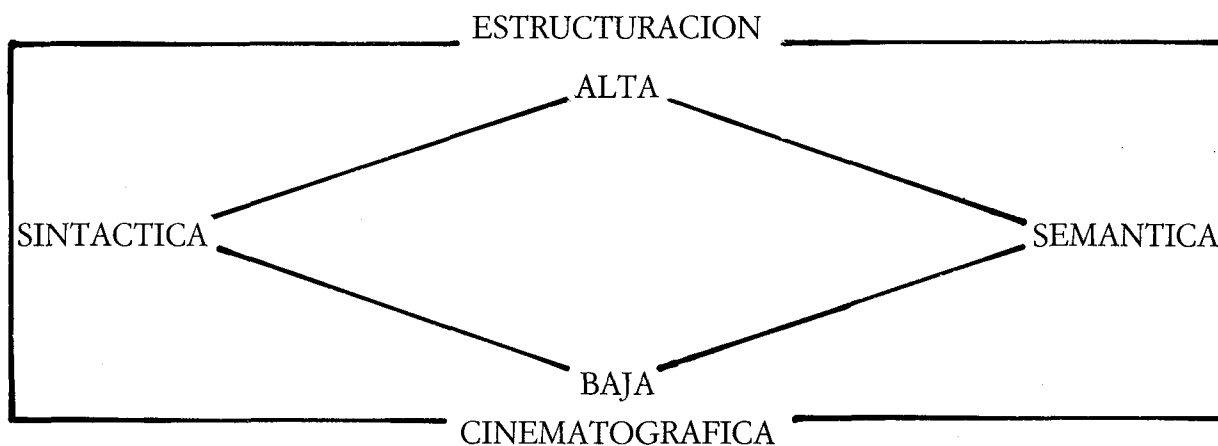 ESTRUCTURACION
ALTA
SINTACTICA SEMANTICA
BAJA
CINEMATOGRAFICA